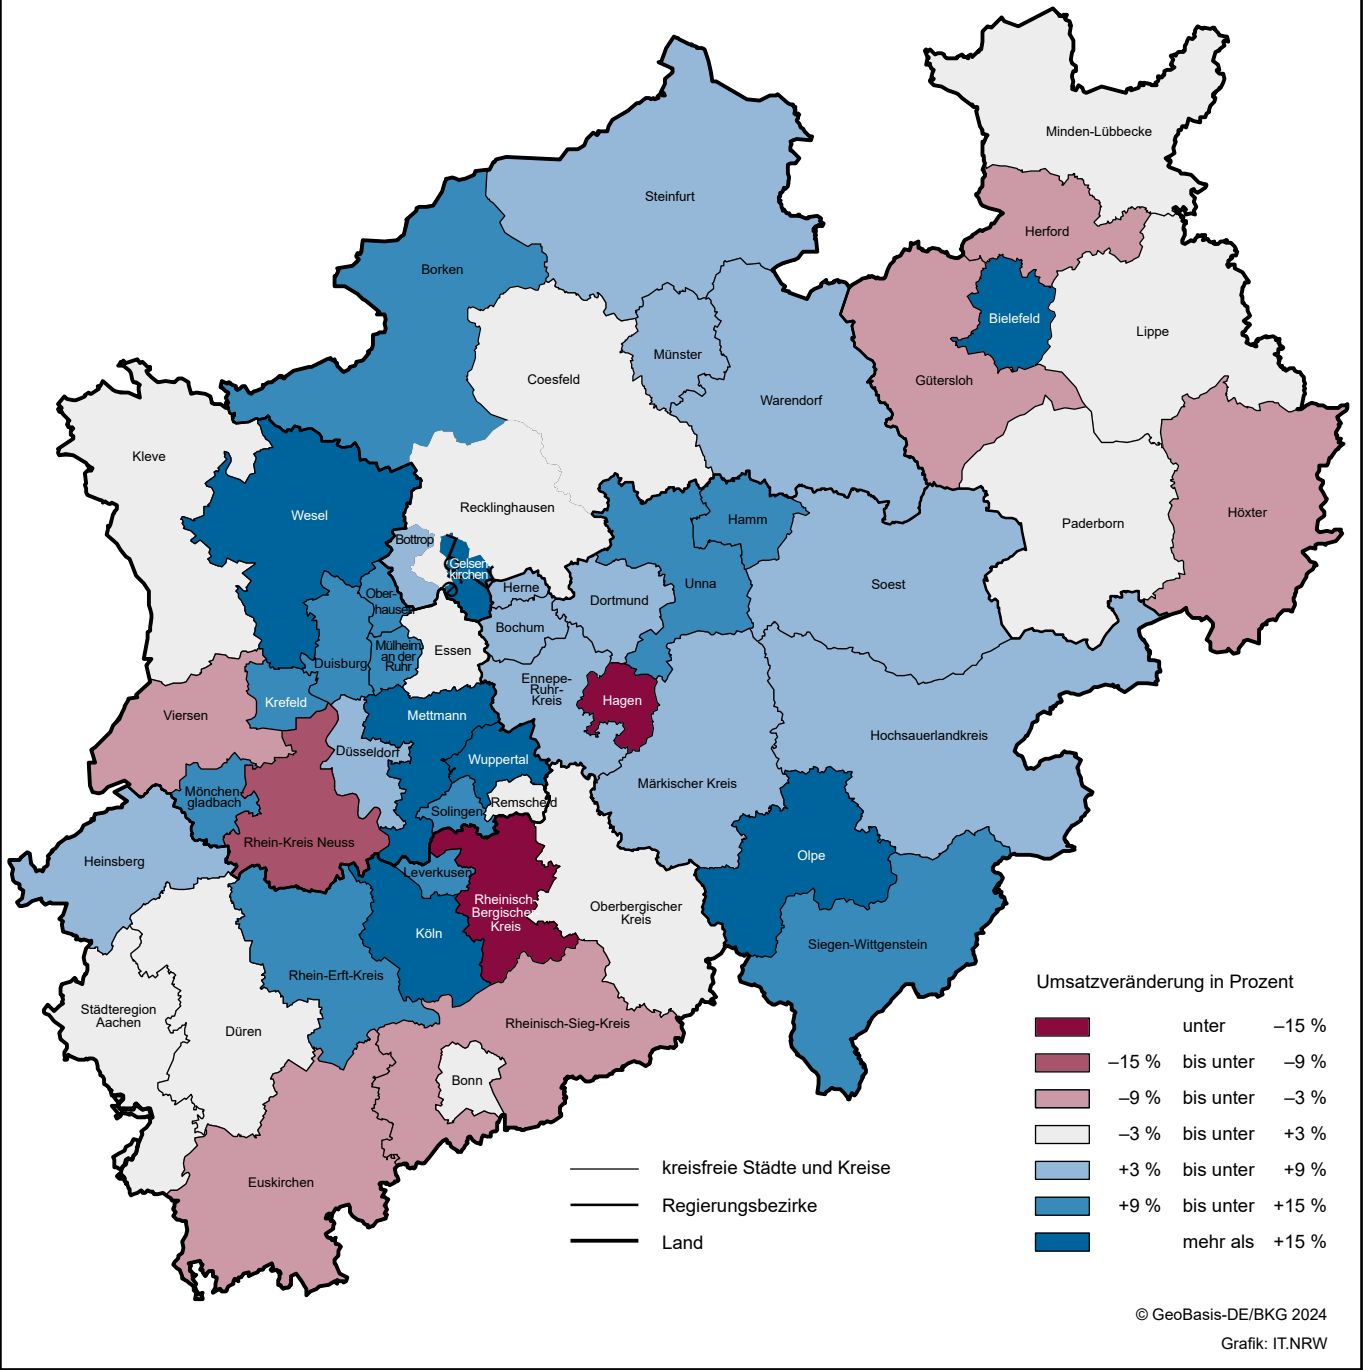 Minden-Lübbecke
Steinfurt
Herford
Borken
Bielefeld
Lippe
Münster
Coesfeld
Gütersloh
Warendorf
Kleve
Recklinghausen
Höxter
Wesel
Hamm
Paderborn
Bottrop
Gelsen-
kirchen
Unna
Soest
Herne
Ober-
hausen
Dortmund
Bochum
Mülheim
an der
Ruhr
Essen
Duisburg
Ennepe-
Ruhr-
Kreis
Hagen
Krefeld
Viersen
Mettmann
Hochsauerlandkreis
Düsseldorf
Wuppertal
Märkischer Kreis
Mönchen-
gladbach
Remscheid
Solingen
Rhein-Kreis Neuss
Olpe
Heinsberg
Leverkusen
Rheinisch-
Bergischer
Kreis
Oberbergischer
Kreis
Köln
Siegen-Wittgenstein
Rhein-Erft-Kreis
Städteregion
Aachen
Düren
Rheinisch-Sieg-Kreis
Bonn
Euskirchen
Umsatzveränderung in Prozent
unter –15 %
–15 % bis unter –9 %
–9 % bis unter –3 %
–3 % bis unter +3 %
+3 % bis unter +9 %
+9 % bis unter +15 %
mehr als +15 %
kreisfreie Städte und Kreise
Regierungsbezirke
Land
© GeoBasis-DE/BKG 2024
Grafik: IT.NRW